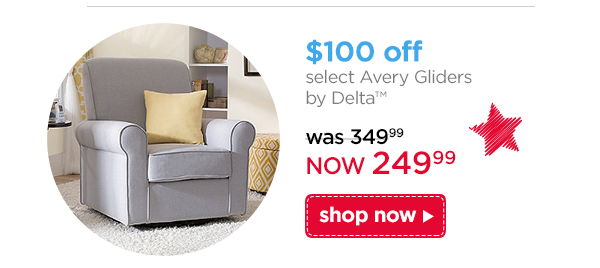 $100 off
select Avery Gliders
by Delta™
was 349⁹⁹
NOW 249⁹⁹
shop now ▶